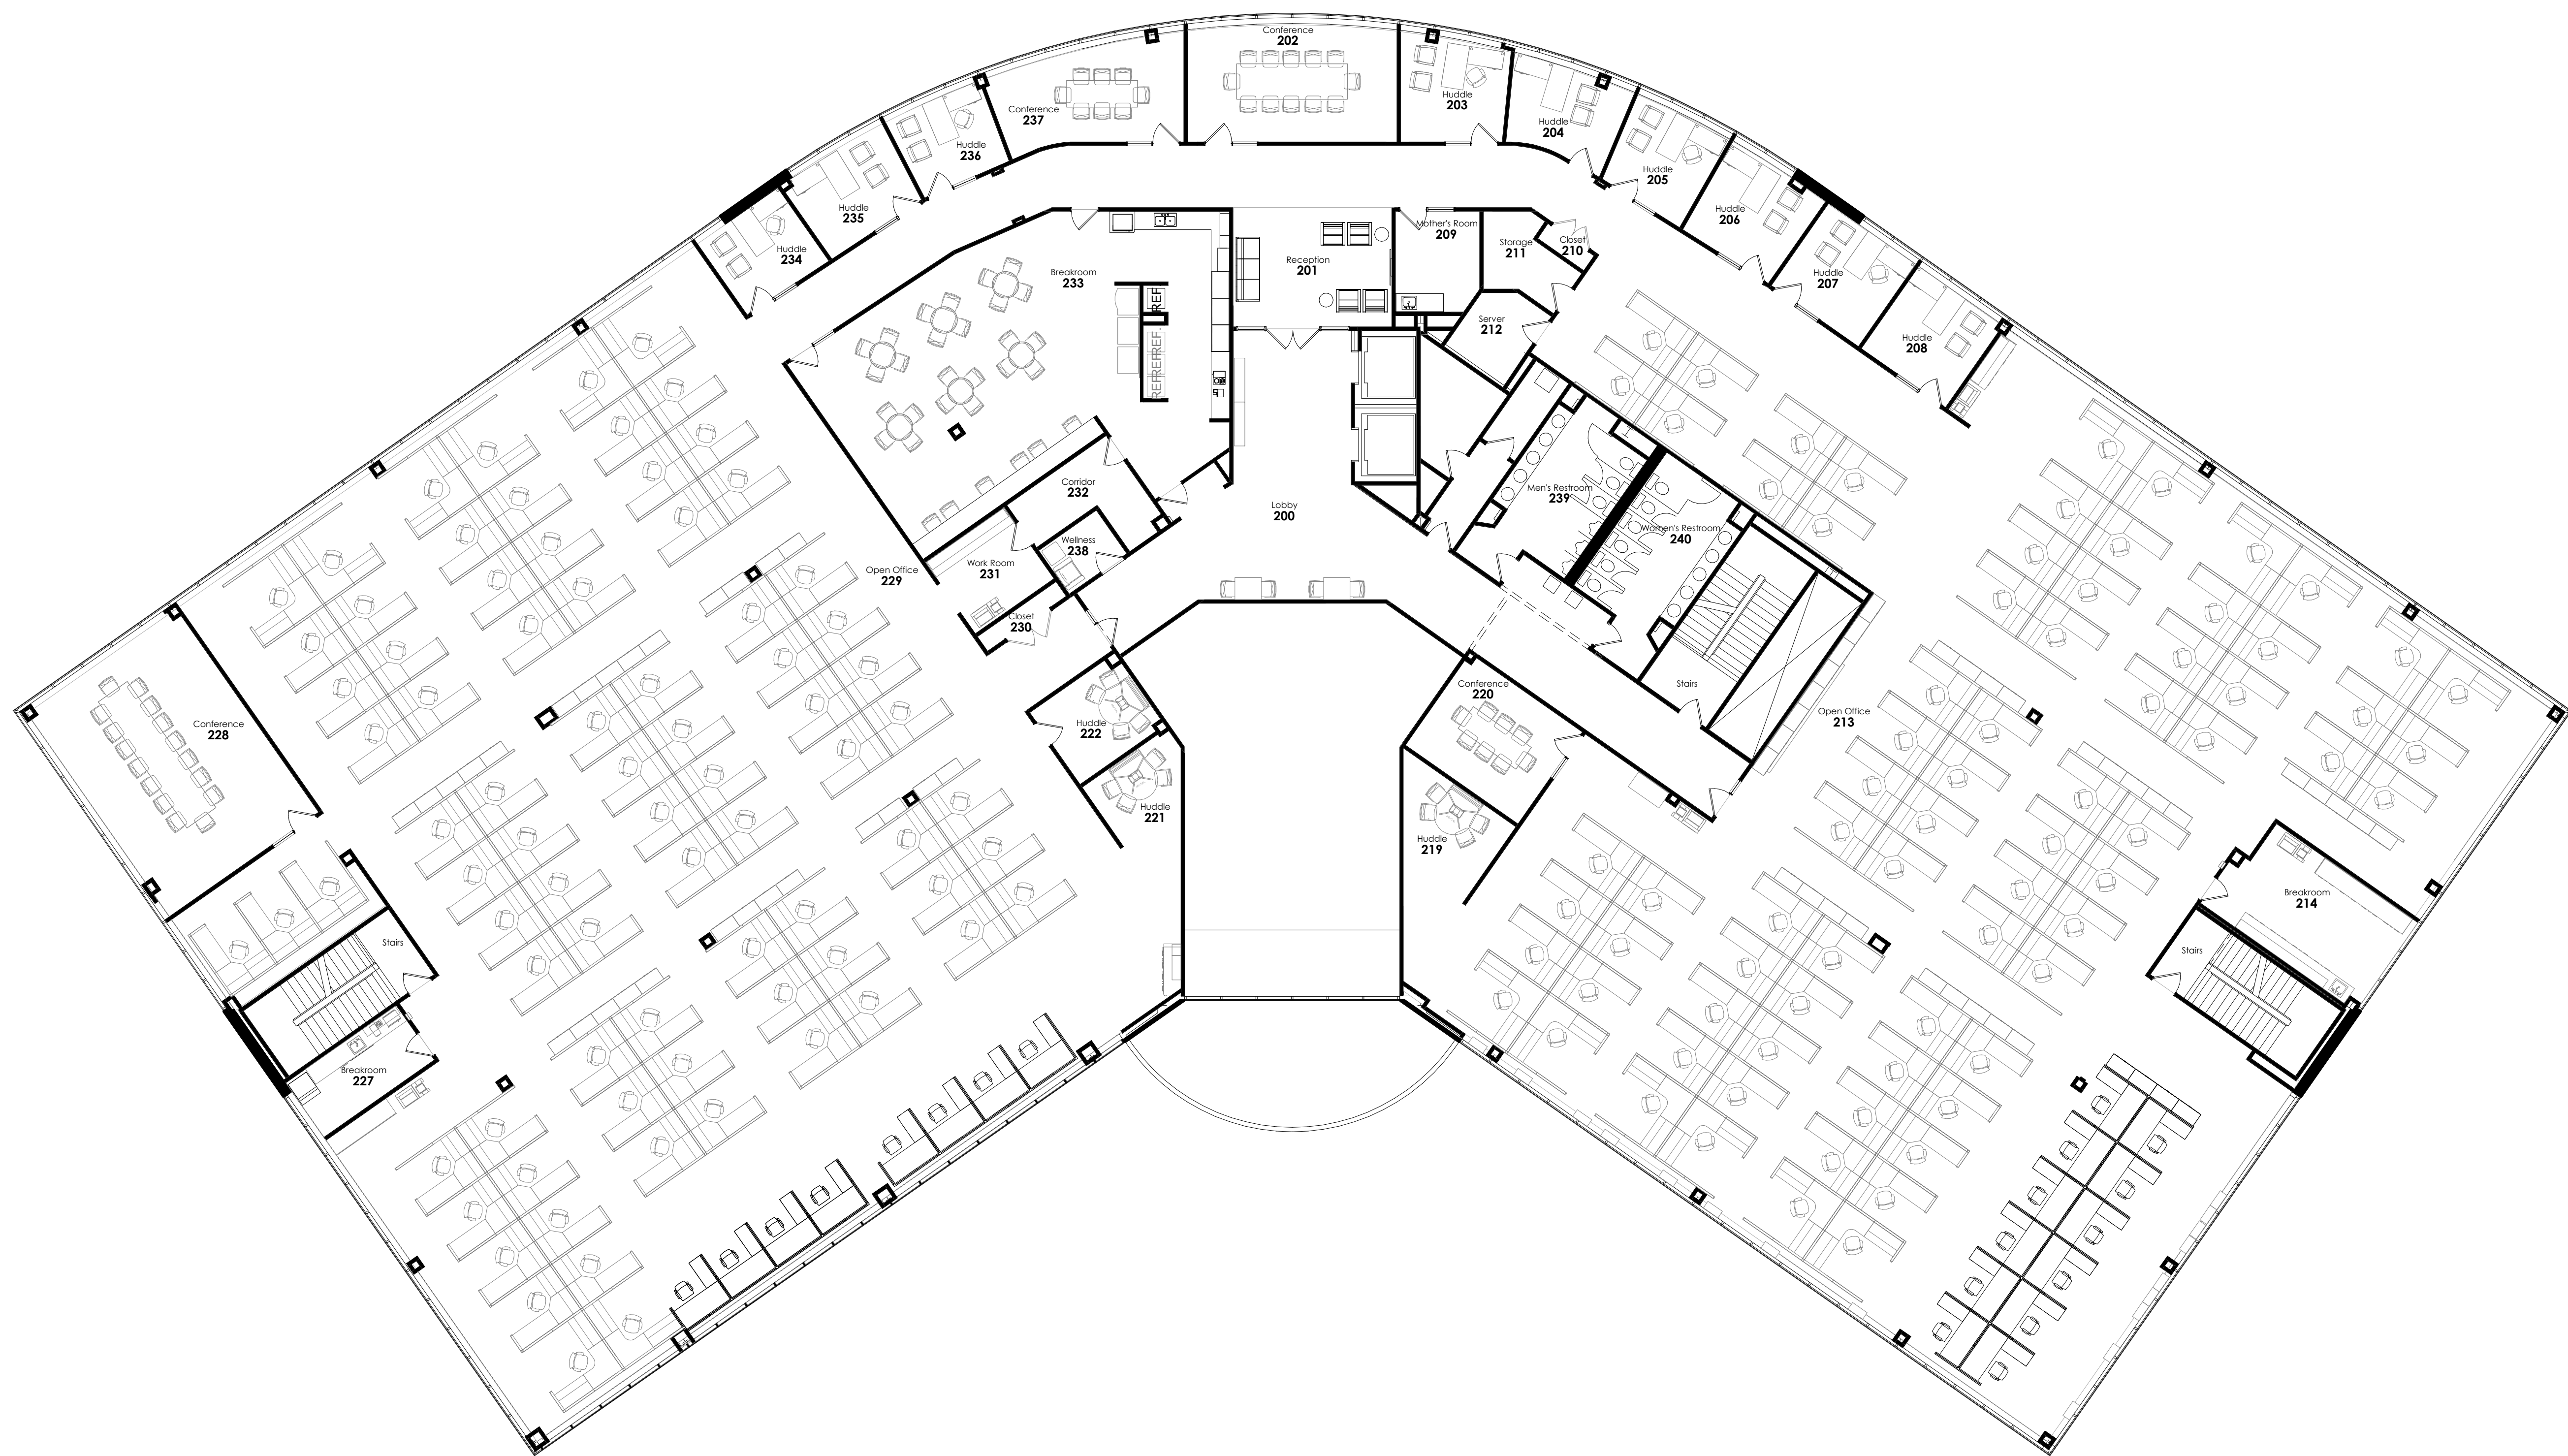 Conference
202
Huddle
203
Conference
237
Huddle
204
Huddle
236
Huddle
205
Huddle
235
Huddle
206
Huddle
234
Mother's Room
209
Storage
211
Closet
210
Reception
201
Breakroom
233
Huddle
207
REF.
REF.
REF.
REF.
Server
212
Huddle
208
Corridor
232
Men's Restroom
239
Lobby
200
Women's Restroom
240
Wellness
238
Work Room
231
Open Office
229
Closet
230
Conference
220
Stairs
Open Office
213
Conference
228
Huddle
222
Huddle
221
Huddle
219
Breakroom
214
Stairs
Stairs
Breakroom
227